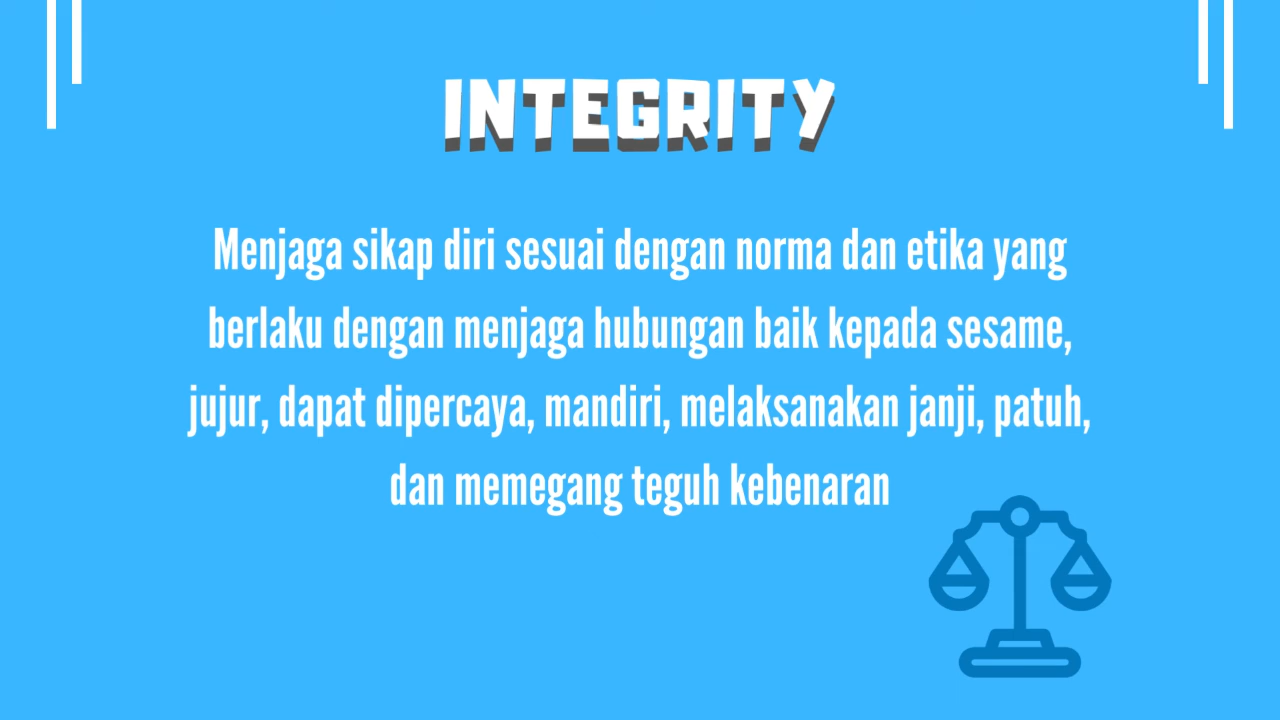 INTEGRITY
Menjaga sikap diri sesuai dengan norma dan etika yang
berlaku dengan menjaga hubungan baik kepada sesame,
jujur, dapat dipercaya, mandiri, melaksanakan janji, patuh,
dan memegang teguh kebenaran